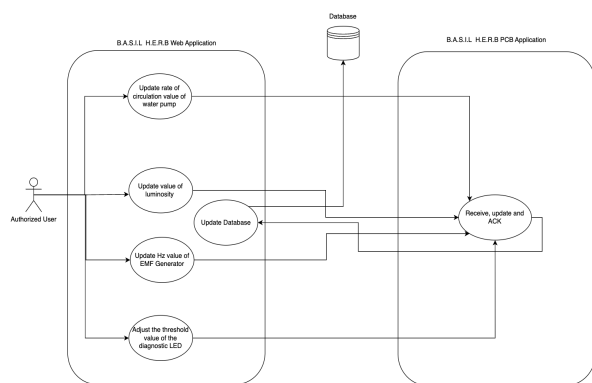 Database
B.A.S.I.L H.E.R.B Web Application
B.A.S.I.L H.E.R.B PCB Application
Update rate of
circulation value of
water pump
Update value of
luminosity
Authorized User
Update Database
Receive, update and
ACK
Update Hz value of
EMF Generator
Adjust the threshold
value of the
diagnostic LED